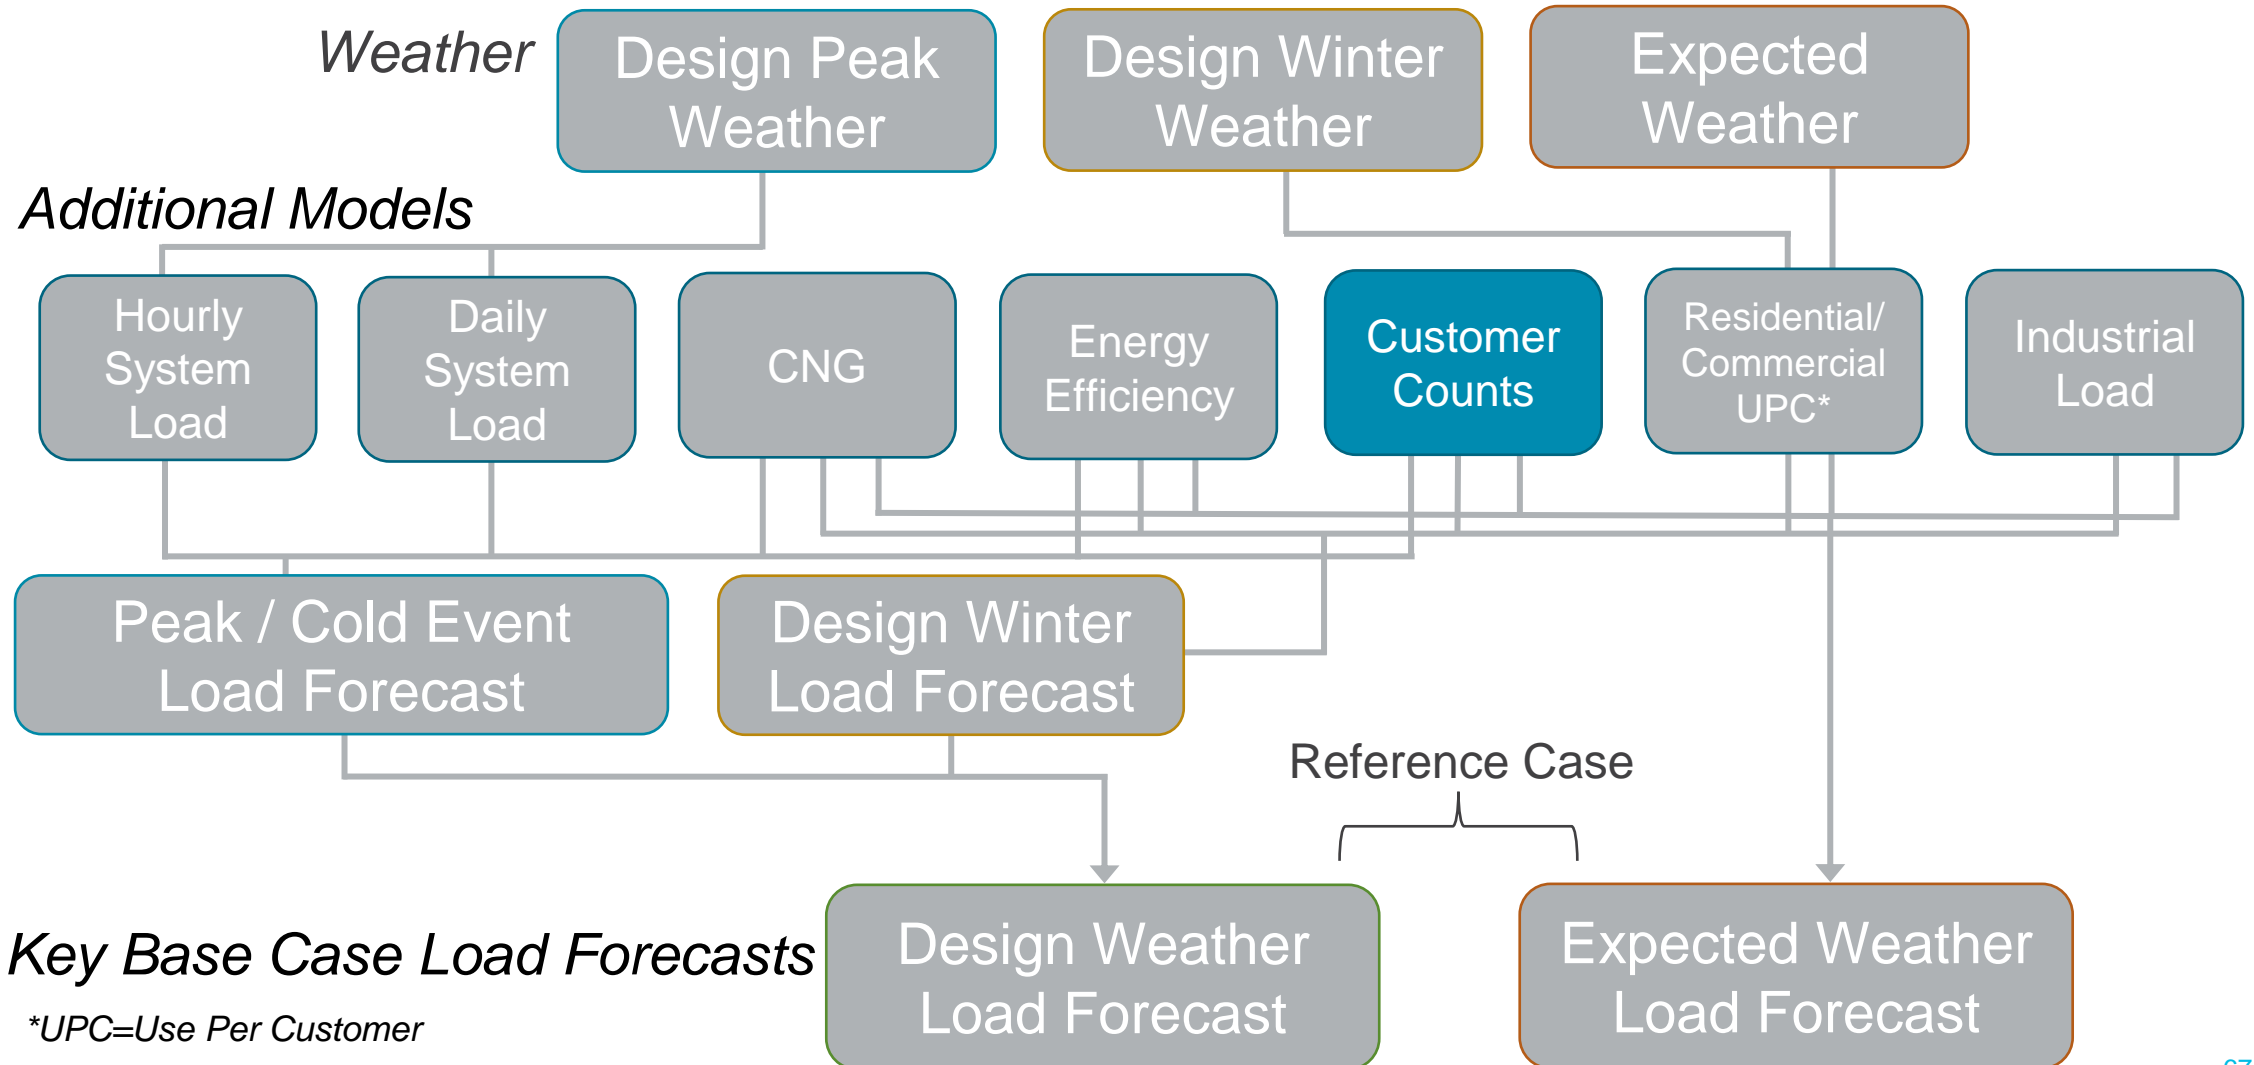 Weather
Design Peak
Weather
Design Winter
Weather
Expected
Weather
Additional Models
Hourly
System
Load
Daily
System
Load
CNG
Energy
Efficiency
Customer
Counts
Residential/
Commercial
UPC*
Industrial
Load
Peak / Cold Event
Load Forecast
Design Winter
Load Forecast
Reference Case
Key Base Case Load Forecasts
Design Weather
Load Forecast
Expected Weather
Load Forecast
*UPC=Use Per Customer